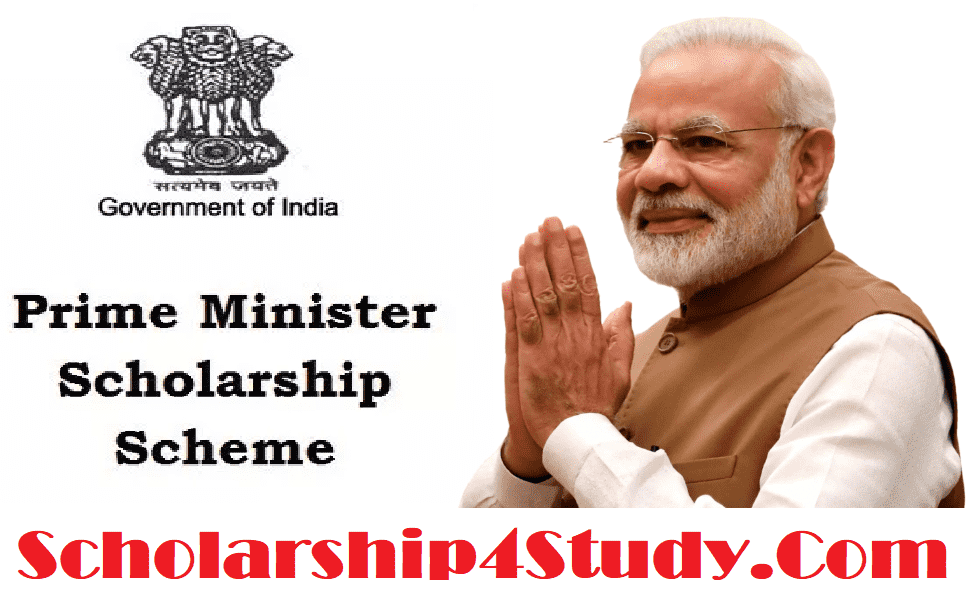 सत्यमेव जयते
Government of India
Prime Minister
Scholarship
Scheme
Scholarship4Study.Com